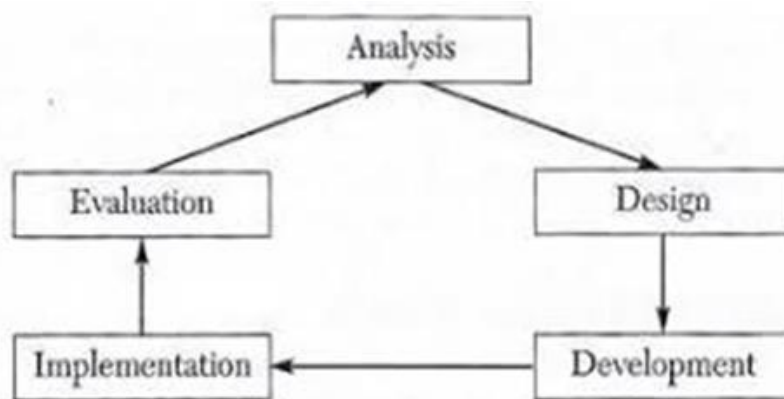 Analysis
Evaluation
Design
Implementation
Development